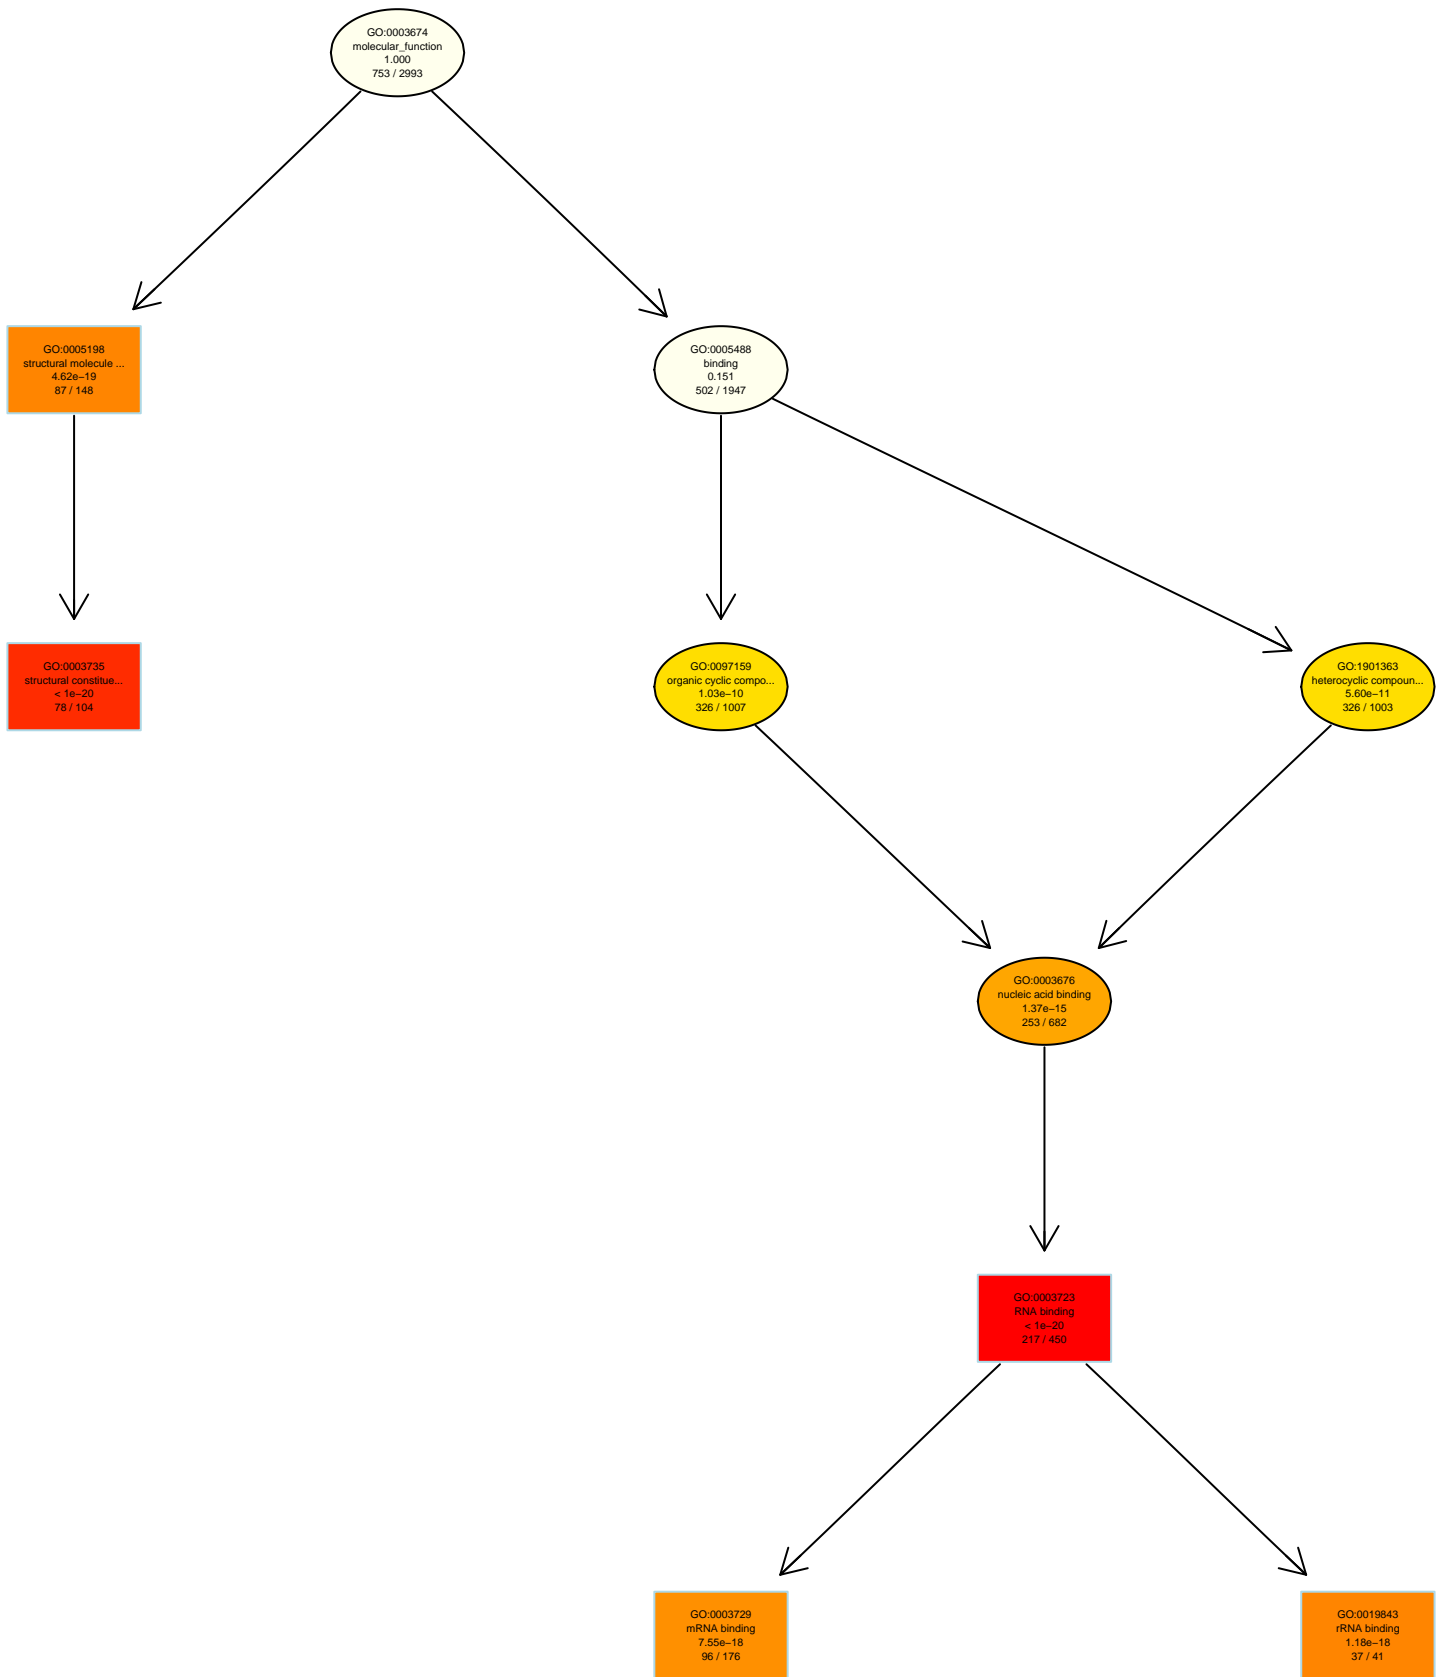 GO:0003674
molecular_function
1.000
753 / 2993
GO:0005198
structural molecule ...
4.62e−19
87 / 148
GO:0005488
binding
0.151
502 / 1947
GO:0003735
structural constitue...
< 1e−20
78 / 104
GO:0097159
organic cyclic compo...
1.03e−10
326 / 1007
GO:1901363
heterocyclic compoun...
5.60e−11
326 / 1003
GO:0003676
nucleic acid binding
1.37e−15
253 / 682
GO:0003723
RNA binding
< 1e−20
217 / 450
GO:0003729
mRNA binding
7.55e−18
96 / 176
GO:0019843
rRNA binding
1.18e−18
37 / 41